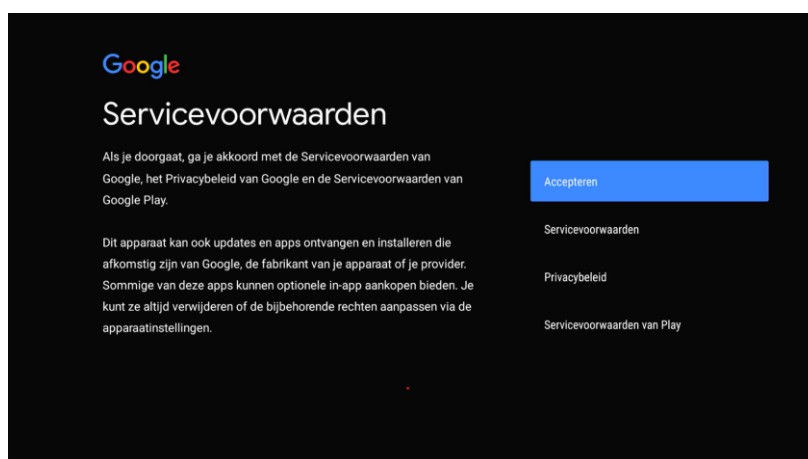 Google
Servicevoorwaarden
Als je doorgaat, ga je akkoord met de Servicevoorwaarden van
Google, het Privacybeleid van Google en de Servicevoorwaarden van
Google Play.
Dit apparaat kan ook updates en apps ontvangen en installeren die
afkomstig zijn van Google, de fabrikant van je apparaat of je provider.
Sommige van deze apps kunnen optionele in-app aankopen bieden. Je
kunt ze altijd verwijderen of de bijbehorende rechten aanpassen via de
apparaatinstellingen.
Accepteren
Servicevoorwaarden
Privacybeleid
Servicevoorwaarden van Play